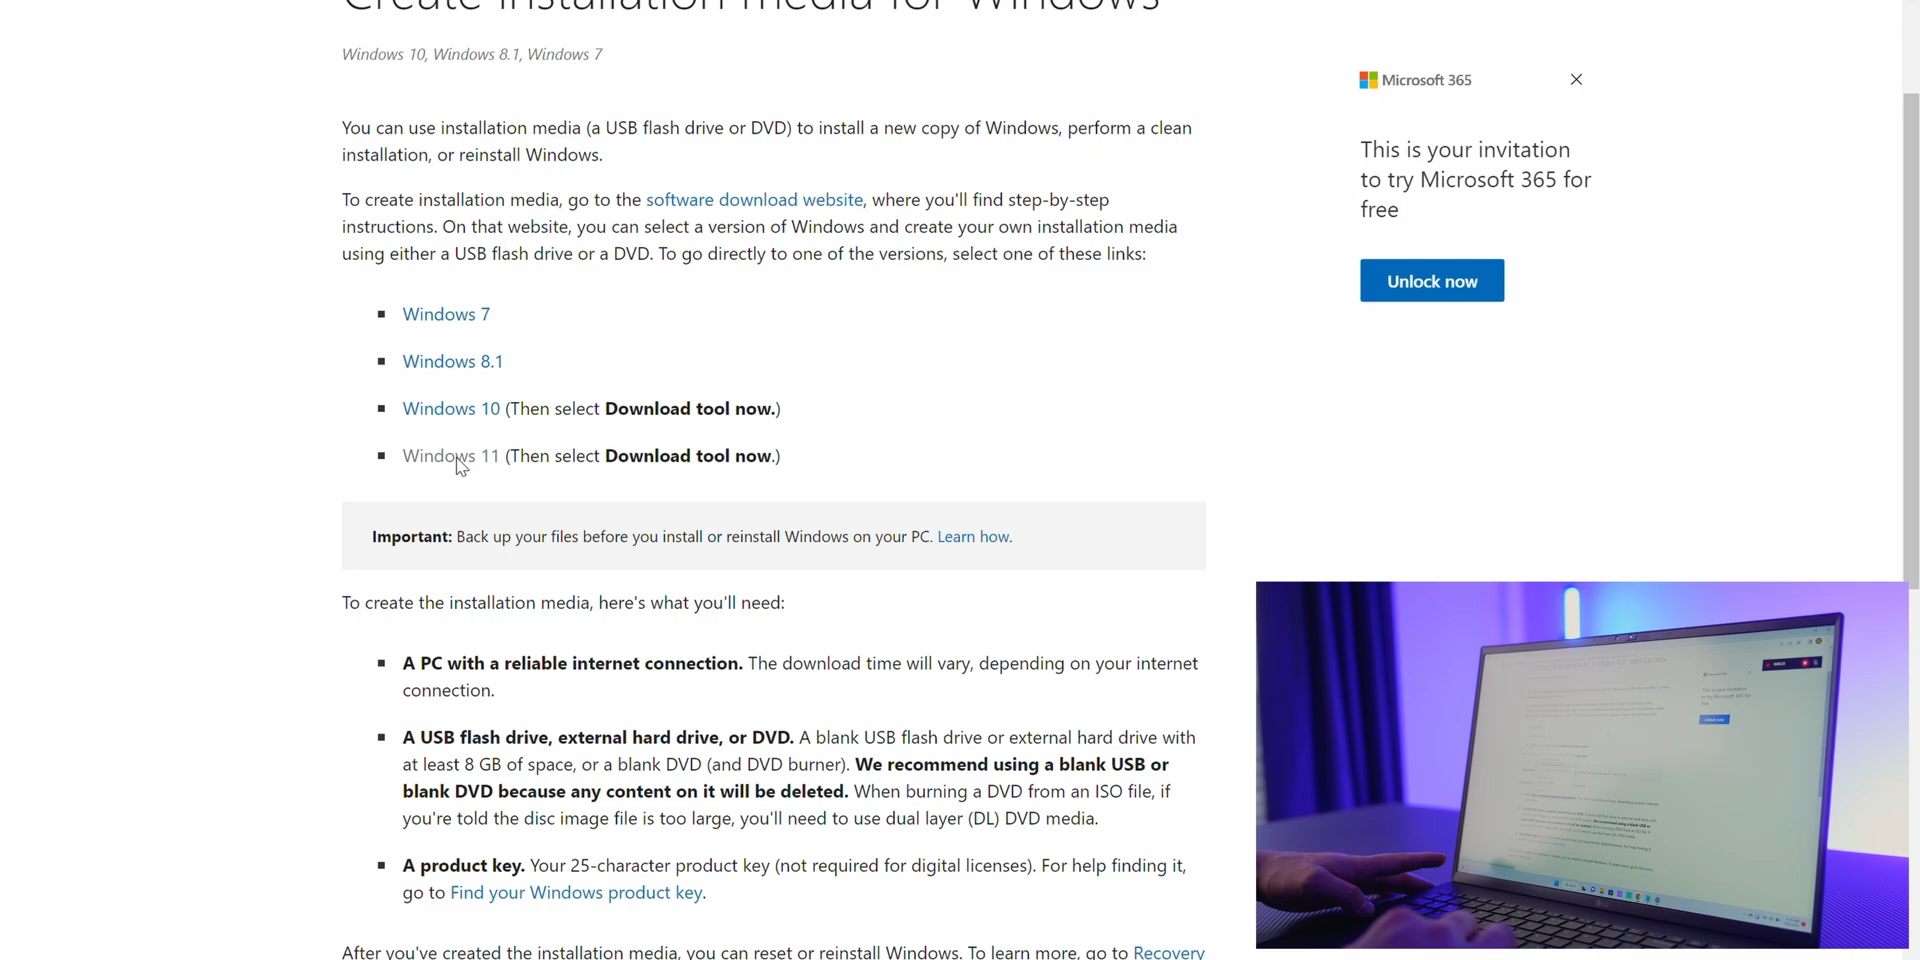 Create installation media for Windows
Windows 10, Windows 8.1, Windows 7
You can use installation media (a USB flash drive or DVD) to install a new copy of Windows, perform a clean
installation, or reinstall Windows.
To create installation media, go to the software download website, where you'll find step-by-step
instructions. On that website, you can select a version of Windows and create your own installation media
using either a USB flash drive or a DVD. To go directly to one of the versions, select one of these links:
Windows 7
Windows 8.1
Windows 10 (Then select Download tool now.)
Windows 11 (Then select Download tool now.)
Important: Back up your files before you install or reinstall Windows on your PC. Learn how.
To create the installation media, here's what you'll need:
A PC with a reliable internet connection. The download time will vary, depending on your internet
connection.
A USB flash drive, external hard drive, or DVD. A blank USB flash drive or external hard drive with
at least 8 GB of space, or a blank DVD (and DVD burner). We recommend using a blank USB or
blank DVD because any content on it will be deleted. When burning a DVD from an ISO file, if
you're told the disc image file is too large, you'll need to use dual layer (DL) DVD media.
A product key. Your 25-character product key (not required for digital licenses). For help finding it,
go to Find your Windows product key.
After you've created the installation media, you can reset or reinstall Windows. To learn more, go to Recovery
Microsoft 365
This is your invitation
to try Microsoft 365 for
free
Unlock now